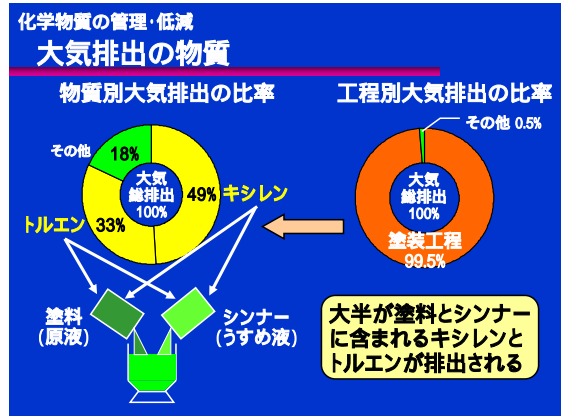 化学物質の管理・低減
大気排出の物質
物質別大気排出の比率
工程別大気排出の比率
その他
18%
49%
キシレン
トルエン
33%
大気
総排出
100%
その他 0.5%
大気
総排出
100%
塗装工程
99.5%
塗料
(原液)
シンナー
(うすめ液)
大半が塗料とシンナー
に含まれるキシレンと
トルエンが排出される